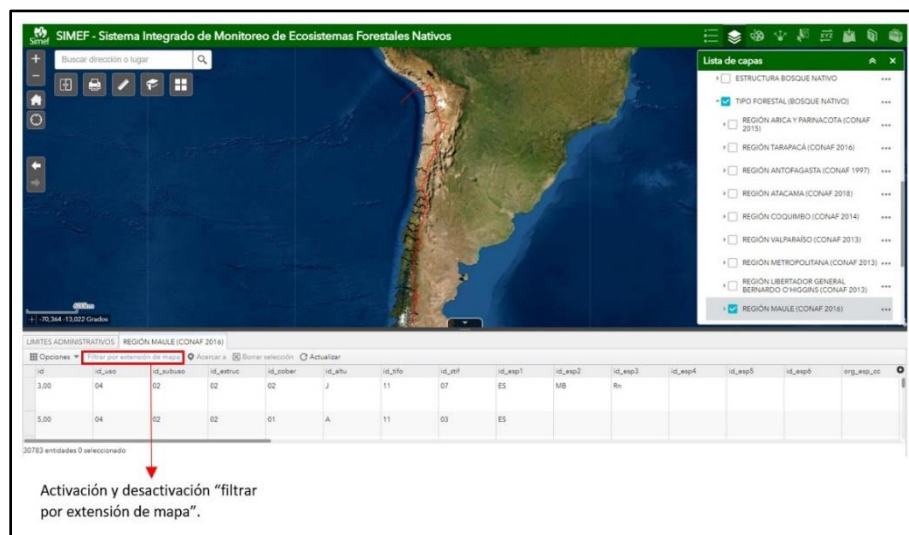 Simef
SIMEF - Sistema Integrado de Monitoreo de Ecosistemas Forestales Nativos
Buscar dirección o lugar
Lista de capas
ESTRUCTURA BOSQUE NATIVO
TIPO FORESTAL (BOSQUE NATIVO)
REGIÓN ARICA Y PARINACOTA (CONAF
2015)
REGIÓN TARAPACÁ (CONAF 2016)
REGIÓN ANTOFAGASTA (CONAF 1997)
REGIÓN ATACAMA (CONAF 2018)
REGIÓN COQUIMBO (CONAF 2014)
REGIÓN VALPARAÍSO (CONAF 2013)
REGIÓN METROPOLITANA (CONAF 2013)
REGIÓN LIBERTADOR GENERAL
BERNARDO O'HIGGINS (CONAF 2013)
REGIÓN MAULE (CONAF 2016)
-70,364 -13,022 Grados
LIMITES ADMINISTRATIVOS REGIÓN MAULE (CONAF 2016)
Opciones Filtrar por extensión de mapa Acercar a Borrar selección Actualizar
id id_uso id_subuso id_estruc id_cober id_altu id_tifo id_stif id_esp1 id_esp2 id_esp3 id_esp4 id_esp5 id_esp6 org_esp_cc
3,00 04 02 02 02 J 11 07 ES MB Rn
5,00 04 02 02 01 A 11 03 ES
30783 entidades 0 seleccionado
Activación y desactivación “filtrar
por extensión de mapa”.